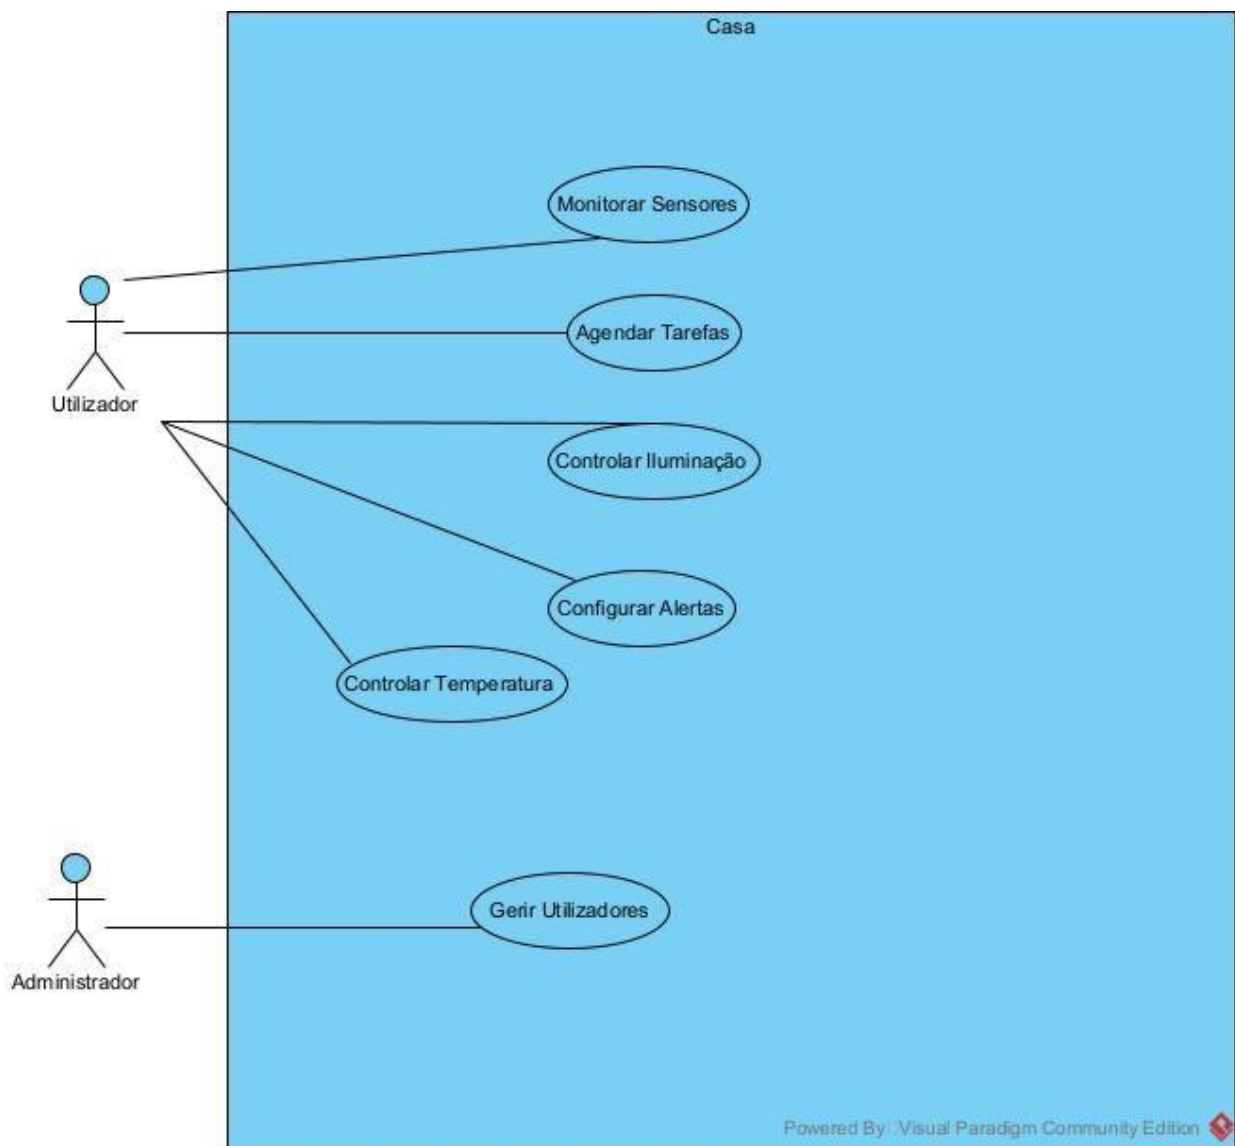 Casa
Monitorar Sensores
Agendar Tarefas
Utilizador
Controlar Iluminação
Configurar Alertas
Controlar Temperatura
Gerir Utilizadores
Administrador
Powered By Visual Paradigm Community Edition